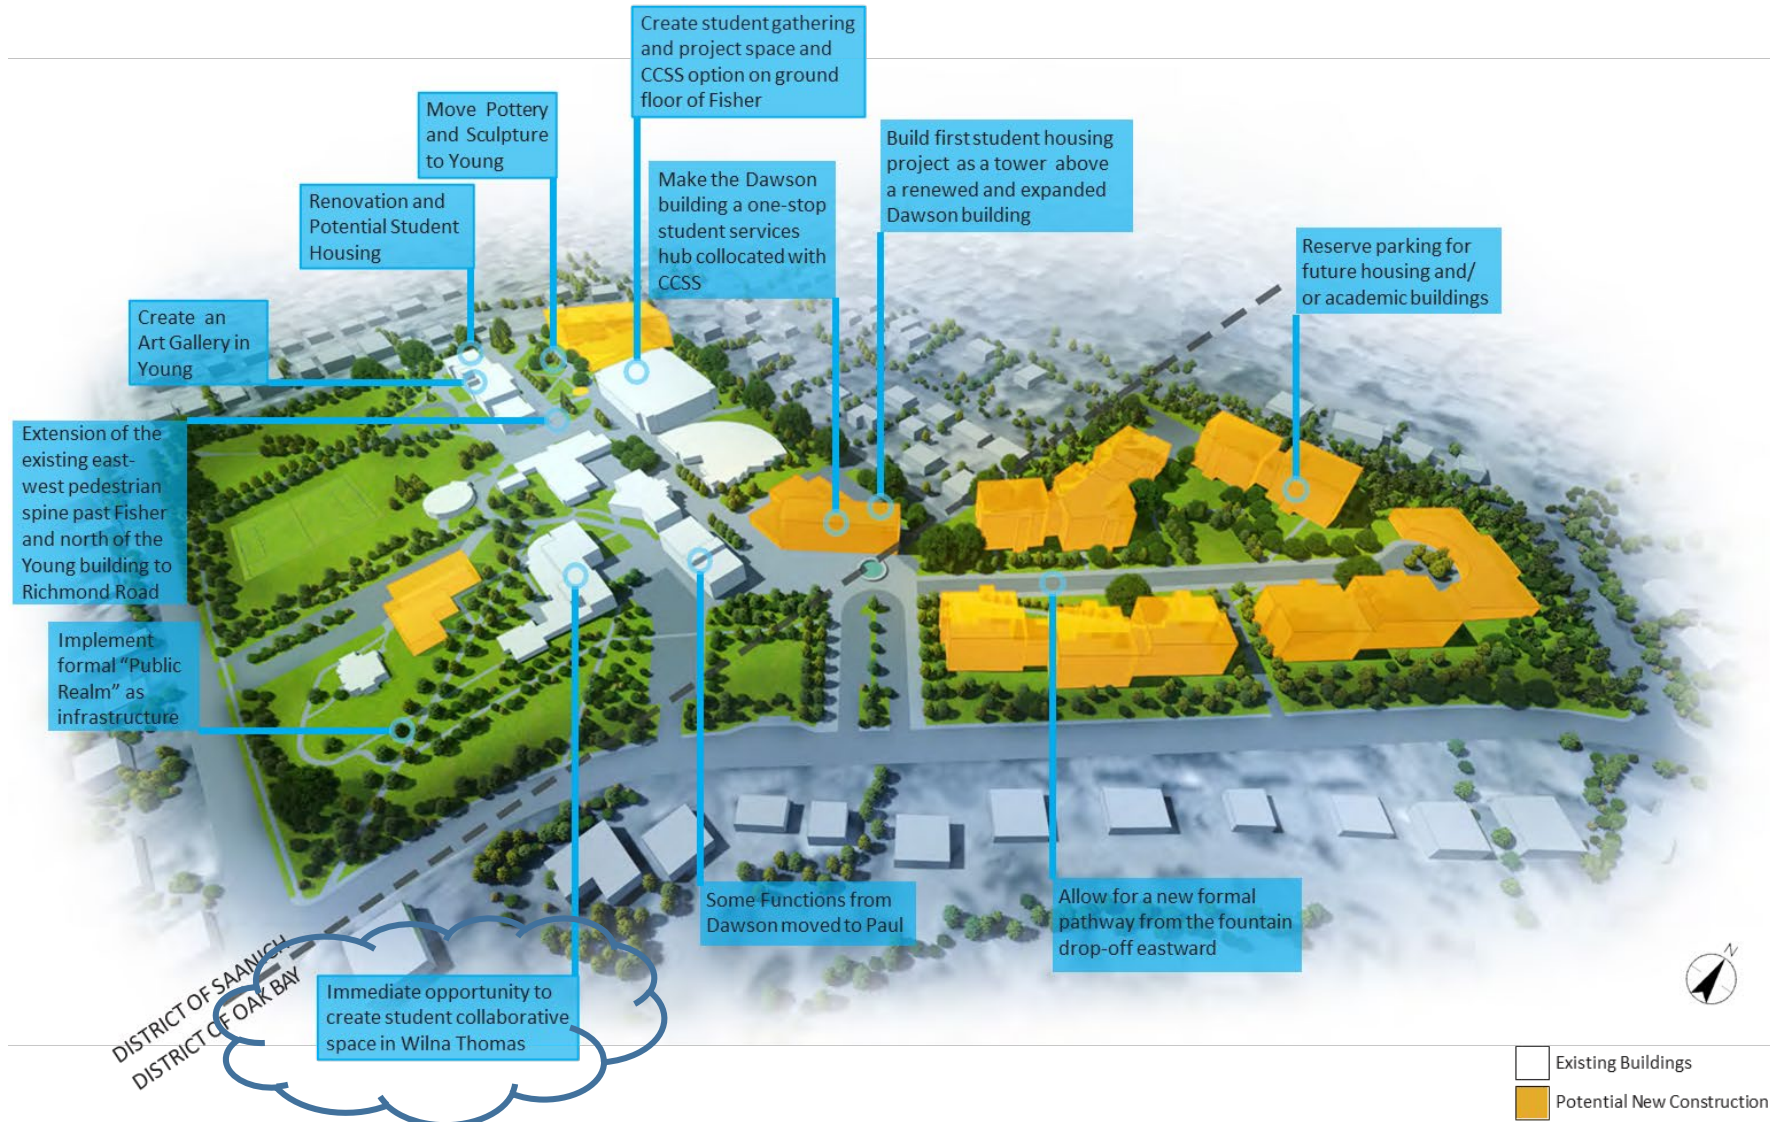 Create student gathering
and project space and
CCSS option on ground
floor of Fisher
Move Pottery
and Sculpture
to Young
Build first student housing
project as a tower above
a renewed and expanded
Dawson building
Make the Dawson
building a one-stop
student services
hub collocated with
CCSS
Renovation and
Potential Student
Housing
Reserve parking for
future housing and/
or academic buildings
Create an
Art Gallery in
Young
Extension of the
existing east-
west pedestrian
spine past Fisher
and north of the
Young building to
Richmond Road
Implement
formal “Public
Realm” as
infrastructure
Some Functions from
Dawson moved to Paul
Allow for a new formal
pathway from the fountain
drop-off eastward
N
DISTRICT OF SAANICH
DISTRICT OF OAK BAY
Immediate opportunity to
create student collaborative
space in Wilna Thomas
Existing Buildings
Potential New Construction